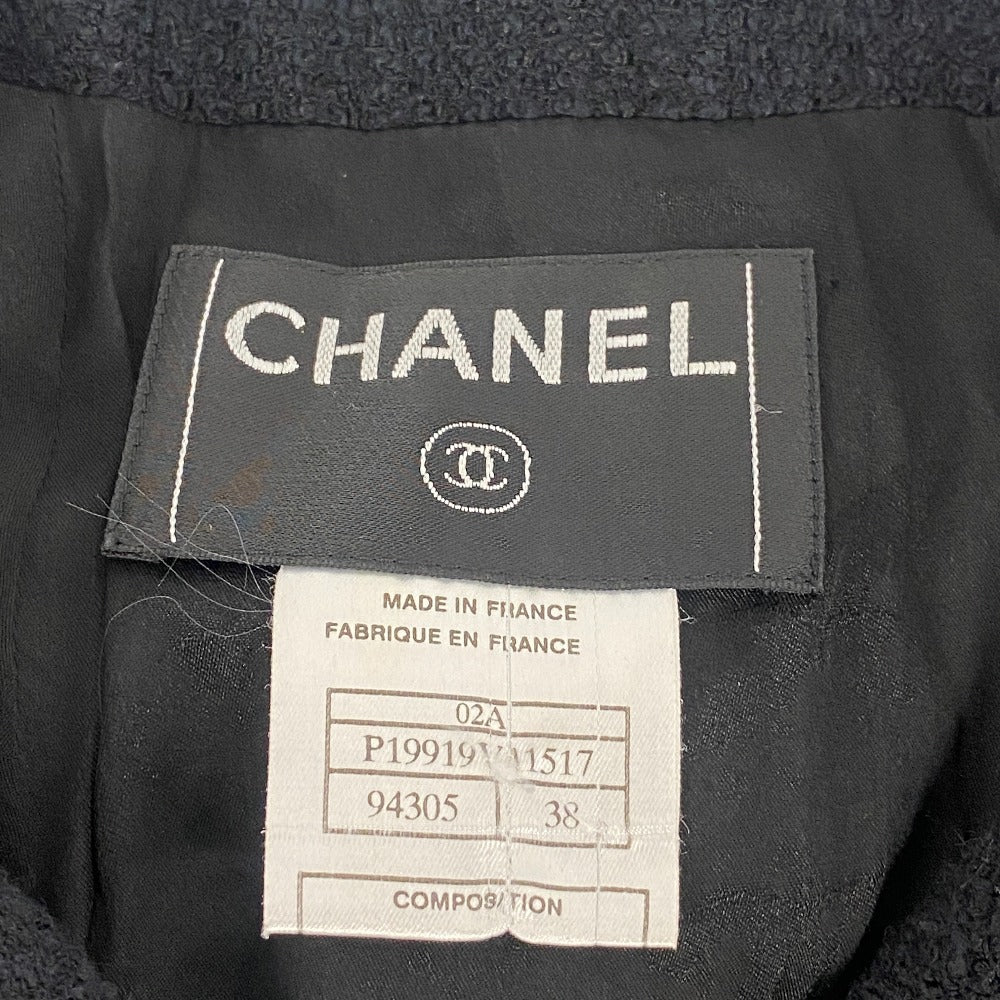 CHANEL
MADE IN FRANCE
FABRIQUE EN FRANCE
02A
94305 38
COMPOSITION